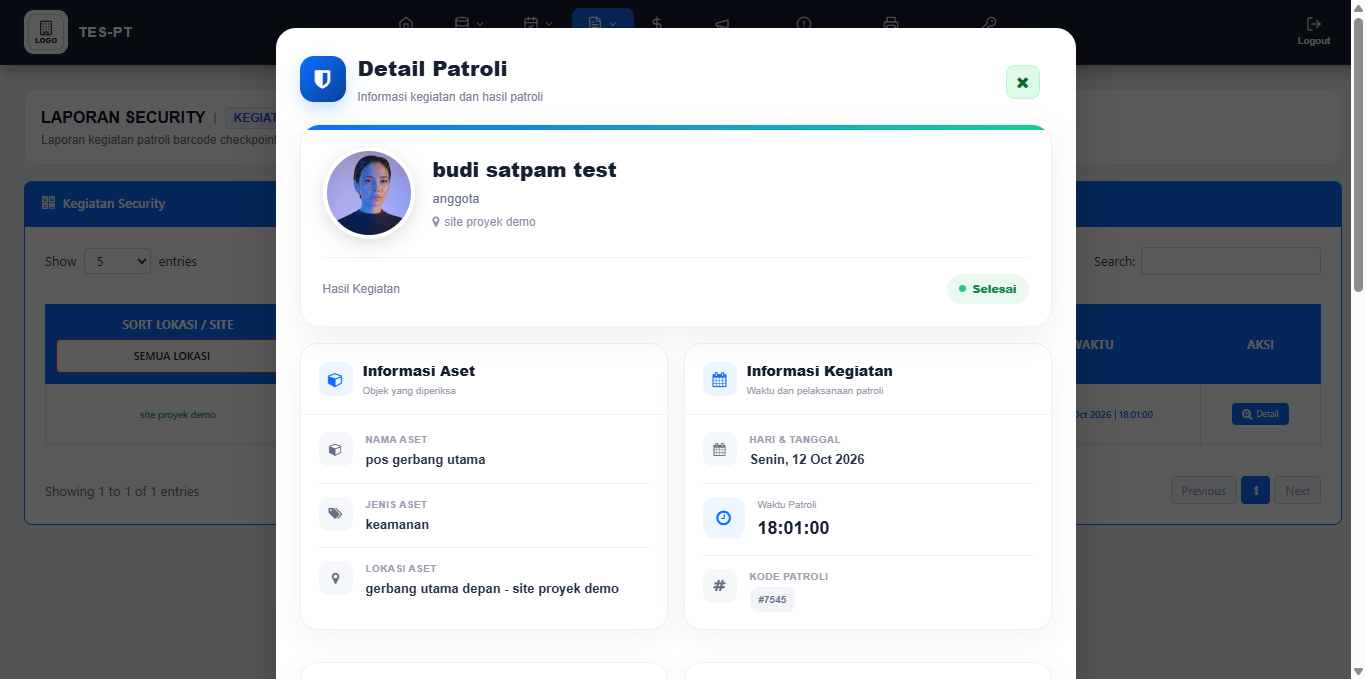 LOGO
TES-PT
Logout
Detail Patroli
Informasi kegiatan dan hasil patroli
LAPORAN SECURITY | KEGIAT
Laporan kegiatan patroli barcode checkpoin
Kegiatan Security
budi satpam test
anggota
site proyek demo
Show 5 entries
Search:
Hasil Kegiatan
Selesai
SORT LOKASI / SITE
SEMUA LOKASI
WAKTU
AKSI
Informasi Aset
Objek yang diperiksa
Informasi Kegiatan
Waktu dan pelaksanaan patroli
site proyek demo
Oct 2026 | 18:01:00
Detail
NAMA ASET
pos gerbang utama
HARI & TANGGAL
Senin, 12 Oct 2026
Showing 1 to 1 of 1 entries
Previous 1 Next
JENIS ASET
keamanan
Waktu Patroli
18:01:00
LOKASI ASET
gerbang utama depan - site proyek demo
KODE PATROLI
#7545